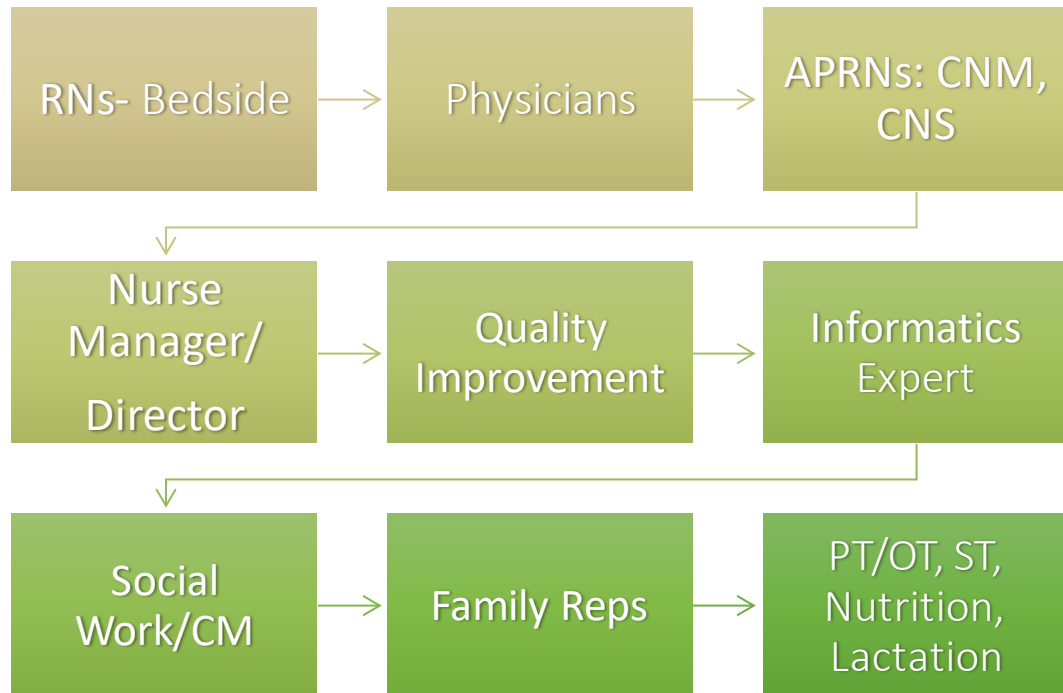 RNs- Bedside
Physicians
APRNs: CNM,
CNS
Nurse
Manager/
Director
Quality
Improvement
Informatics
Expert
Social
Work/CM
Family Reps
PT/OT, ST,
Nutrition,
Lactation